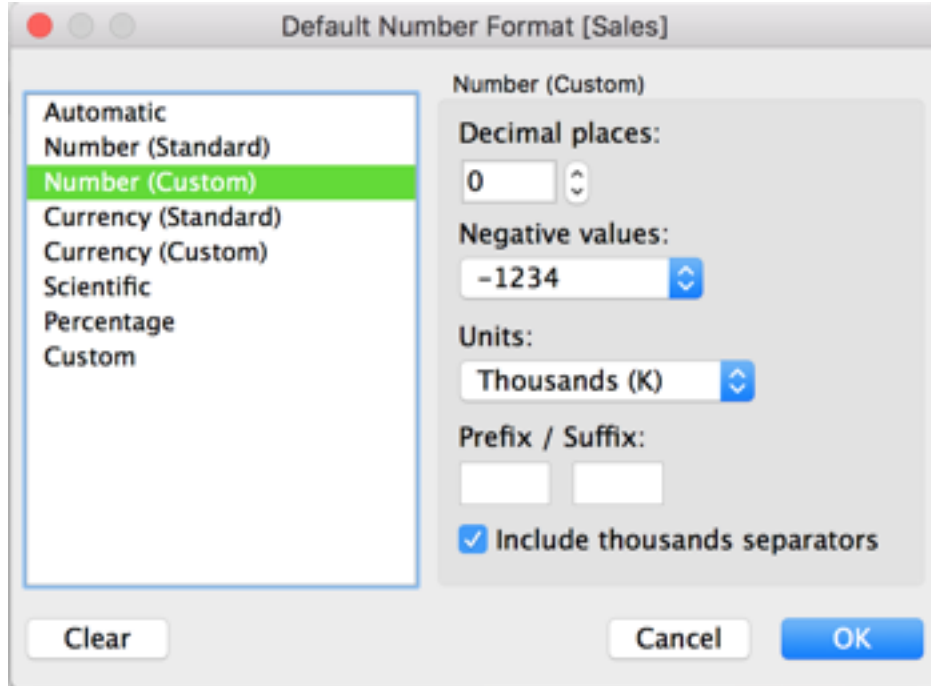 Default Number Format [Sales]
Automatic
Number (Standard)
Number (Custom)
Currency (Standard)
Currency (Custom)
Scientific
Percentage
Custom
Number (Custom)
Decimal places:
0
Negative values:
-1234
Units:
Thousands (K)
Prefix / Suffix:
Include thousands separators
Clear
Cancel
OK